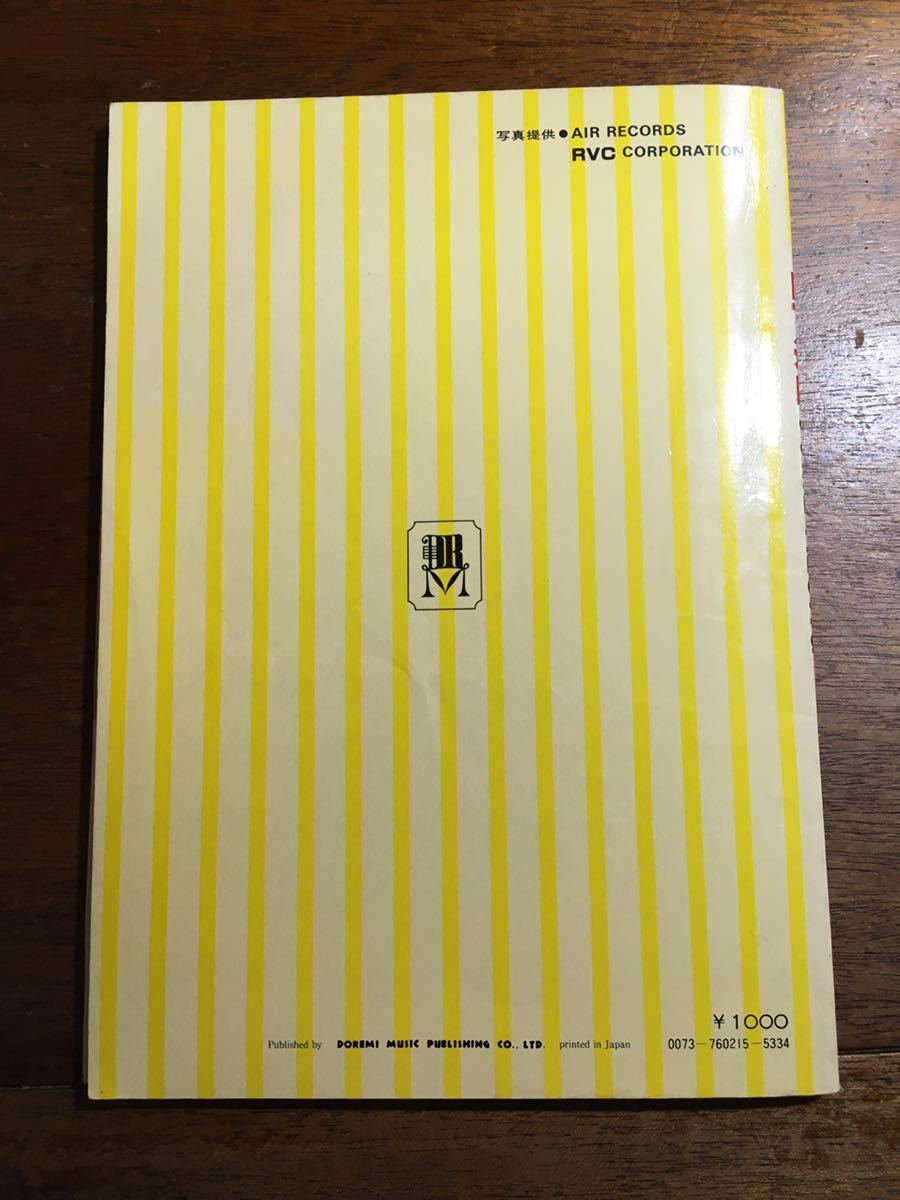 写真提供●AIR RECORDS
RVC CORPORATION
DR
M
¥1000
Published by DOREMI MUSIC PUBLISHING CO., LTD. printed in Japan
0073-760215-5334